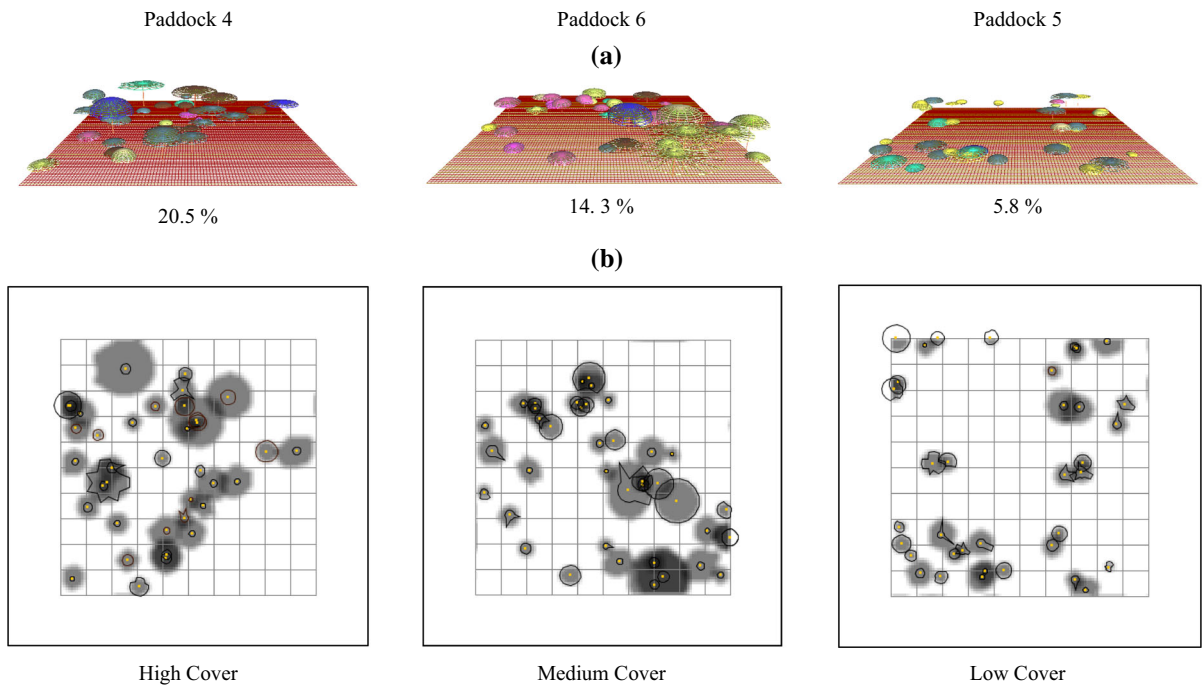 Paddock 4 Paddock 6 Paddock 5
(a)
20.5 % 14. 3 % 5.8 %
(b)
High Cover Medium Cover Low Cover